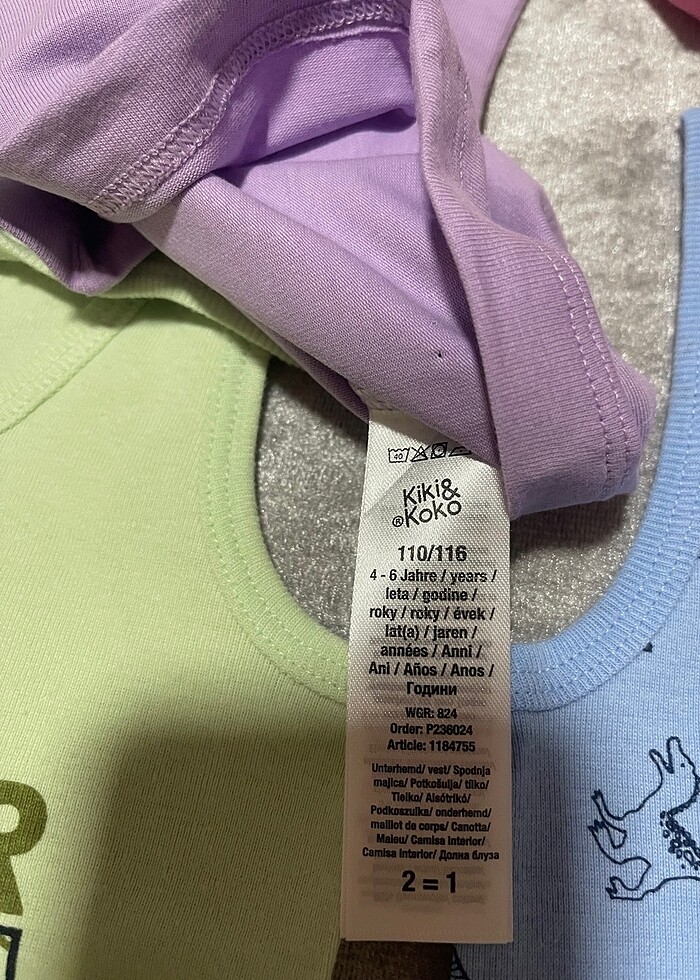 40
Kiki&
®Koko
110/116
4 - 6 Jahre / years /
leta / godine /
roky / roky / évek /
lat(a) / jaren /
années / Anni /
Ani / Años / Anos /
Години
WGR: 824
Order: P236024
Article: 1184755
Unterhemd/ vest/ Spodnja
majica/ Potkošulja/ tílko/
Tielko/ Alsótrikó/
Podkoszulka/ onderhemd/
maillot de corps/ Canotta/
Maieu/ Camisa interior/
Camisa interior/ Долна блуза
2 = 1
R